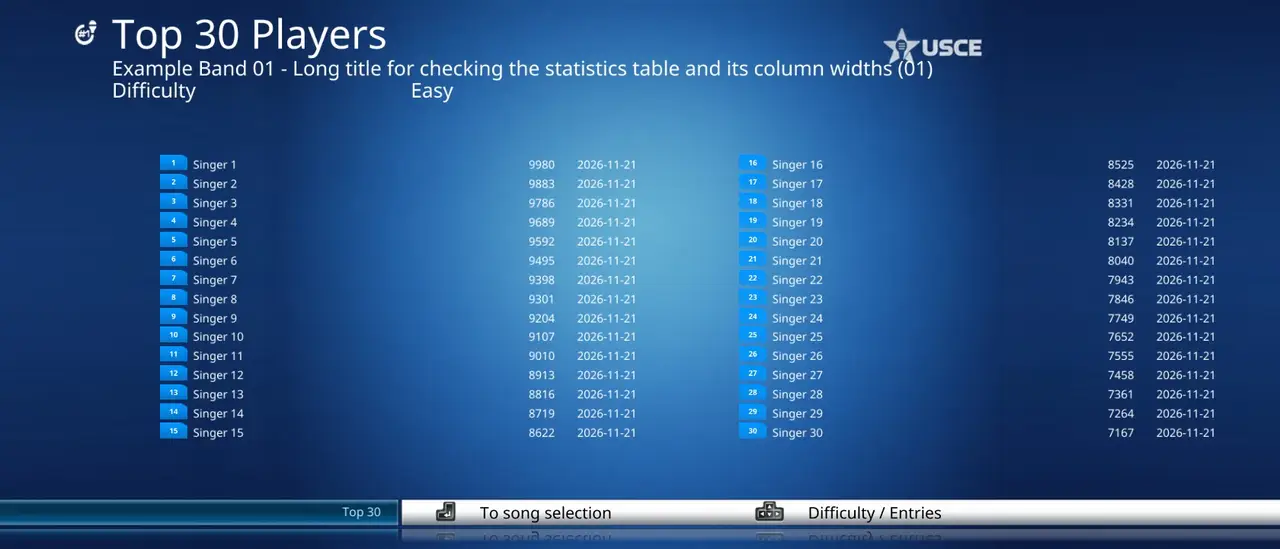 #1
Top 30 Players
USCE
Example Band 01 - Long title for checking the statistics table and its column widths (01)
Difficulty Easy
1 Singer 1 9980 2026-11-21
2 Singer 2 9883 2026-11-21
3 Singer 3 9786 2026-11-21
4 Singer 4 9689 2026-11-21
5 Singer 5 9592 2026-11-21
6 Singer 6 9495 2026-11-21
7 Singer 7 9398 2026-11-21
8 Singer 8 9301 2026-11-21
9 Singer 9 9204 2026-11-21
10 Singer 10 9107 2026-11-21
11 Singer 11 9010 2026-11-21
12 Singer 12 8913 2026-11-21
13 Singer 13 8816 2026-11-21
14 Singer 14 8719 2026-11-21
15 Singer 15 8622 2026-11-21
16 Singer 16 8525 2026-11-21
17 Singer 17 8428 2026-11-21
18 Singer 18 8331 2026-11-21
19 Singer 19 8234 2026-11-21
20 Singer 20 8137 2026-11-21
21 Singer 21 8040 2026-11-21
22 Singer 22 7943 2026-11-21
23 Singer 23 7846 2026-11-21
24 Singer 24 7749 2026-11-21
25 Singer 25 7652 2026-11-21
26 Singer 26 7555 2026-11-21
27 Singer 27 7458 2026-11-21
28 Singer 28 7361 2026-11-21
29 Singer 29 7264 2026-11-21
30 Singer 30 7167 2026-11-21
Top 30
To song selection
Difficulty / Entries